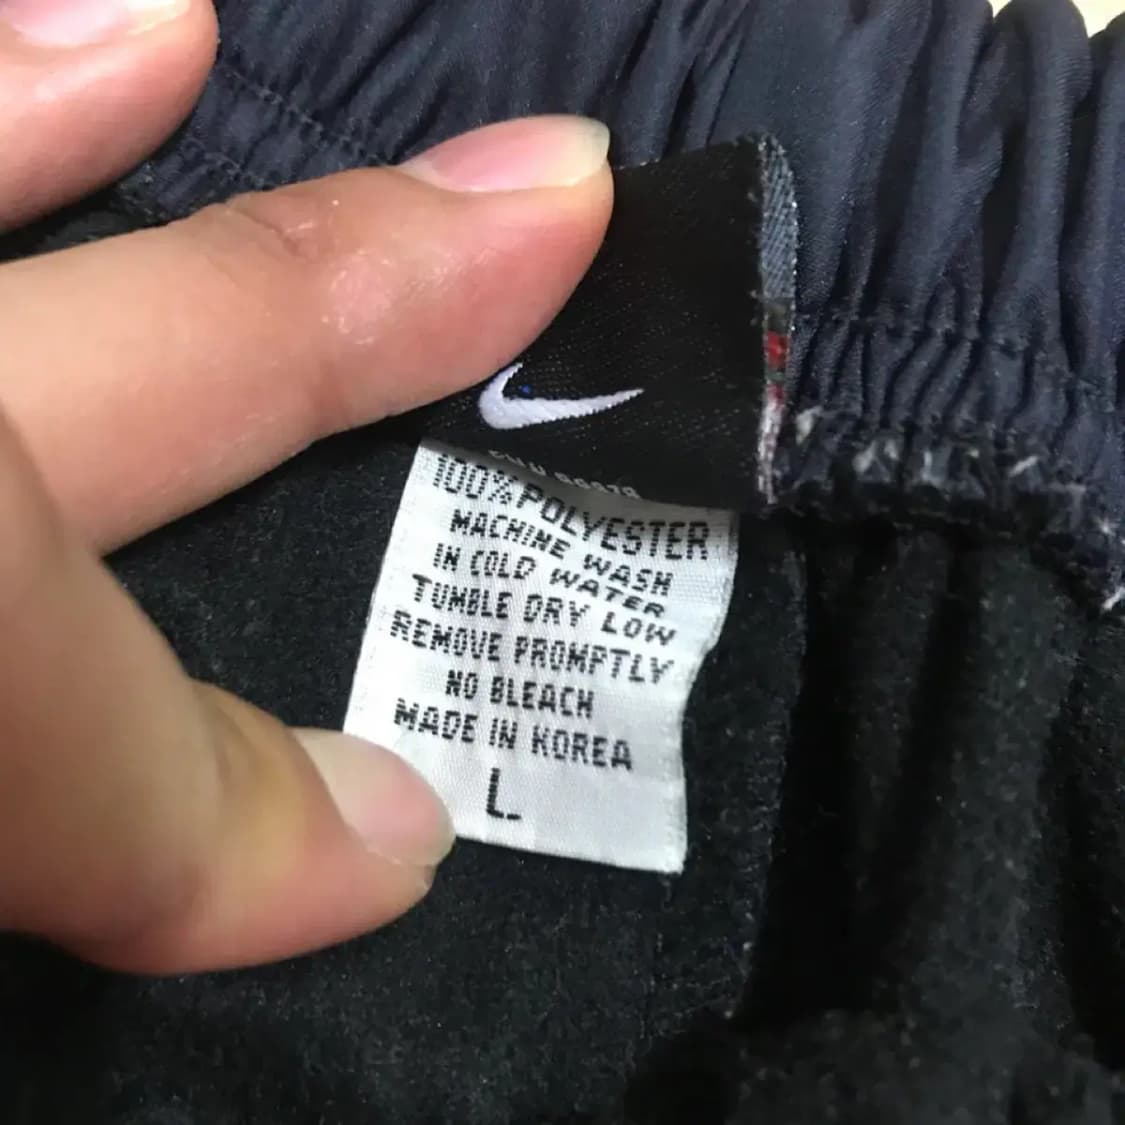 100% POLYESTER
MACHINE WASH
IN COLD WATER
TUMBLE DRY LOW
REMOVE PROMPTLY
NO BLEACH
MADE IN KOREA
L